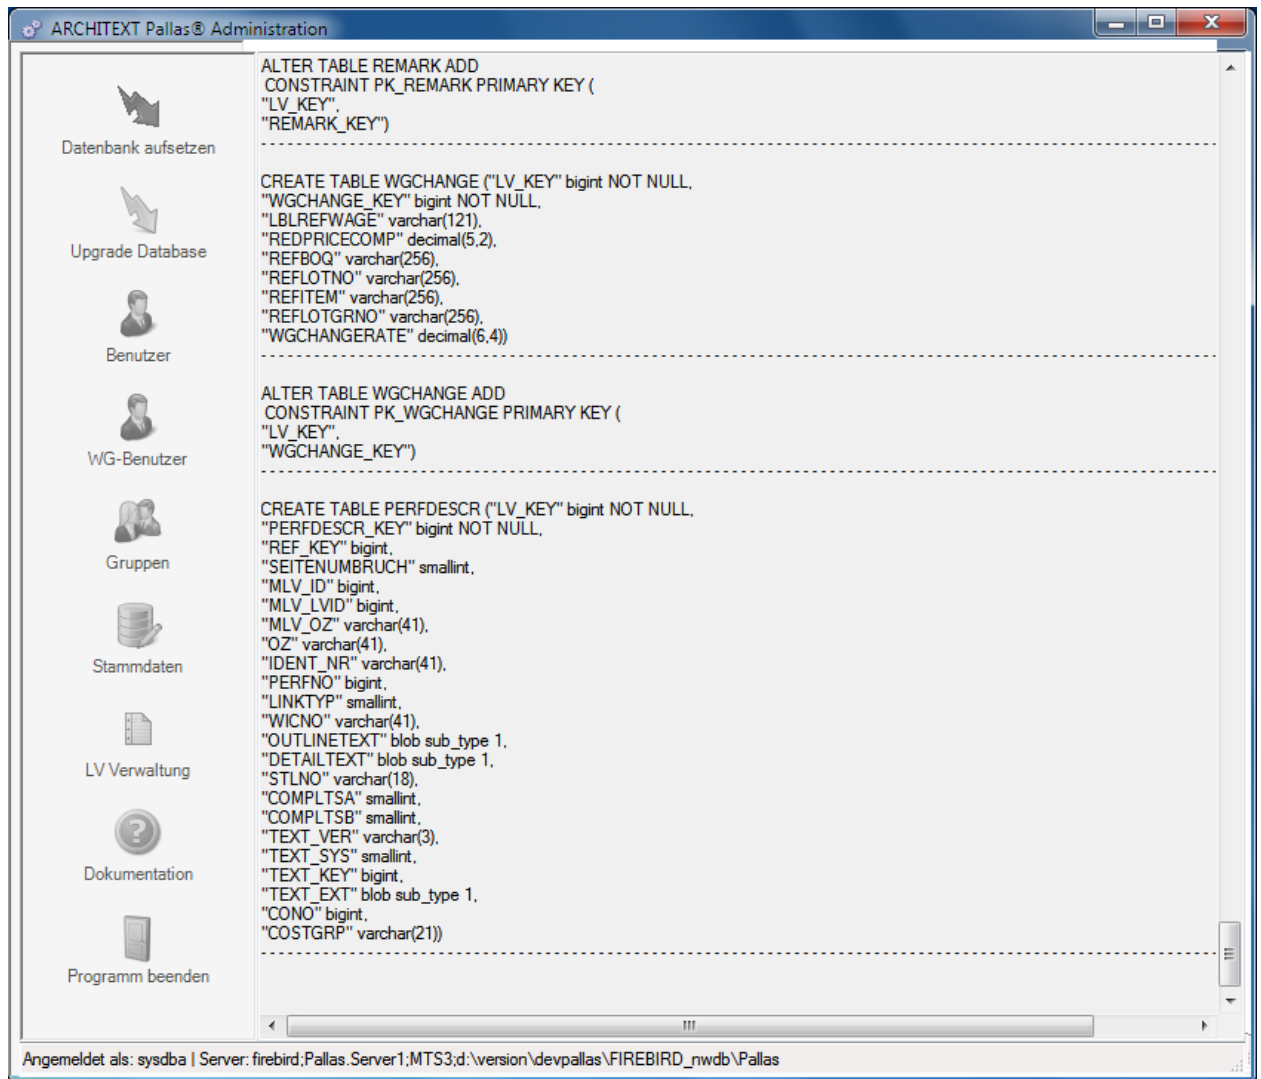 ARCHITEXT Pallas® Administration
Datenbank aufsetzen
Upgrade Database
Benutzer
WG-Benutzer
Gruppen
Stammdaten
LV Verwaltung
Dokumentation
Programm beenden
ALTER TABLE REMARK ADD
CONSTRAINT PK_REMARK PRIMARY KEY (
"LV_KEY",
"REMARK_KEY")
CREATE TABLE WGCHANGE ("LV_KEY" bigint NOT NULL,
"WGCHANGE_KEY" bigint NOT NULL,
"LBLREFWAGE" varchar(121),
"REDPRICECOMP" decimal(5,2),
"REFBOQ" varchar(256),
"REFLOTNO" varchar(256),
"REFITEM" varchar(256),
"REFLOTGRNO" varchar(256),
"WGCHANGERATE" decimal(6,4))
ALTER TABLE WGCHANGE ADD
CONSTRAINT PK_WGCHANGE PRIMARY KEY (
"LV_KEY",
"WGCHANGE_KEY")
CREATE TABLE PERFDESCR ("LV_KEY" bigint NOT NULL,
"PERFDESCR_KEY" bigint NOT NULL,
"REF_KEY" bigint,
"SEITENUMBRUCH" smallint,
"MLV_ID" bigint,
"MLV_LVID" bigint,
"MLV_OZ" varchar(41),
"OZ" varchar(41),
"IDENT_NR" varchar(41),
"PERFNO" bigint,
"LINKTYP" smallint,
"WICNO" varchar(41),
"OUTLINETEXT" blob sub_type 1,
"DETAILTEXT" blob sub_type 1,
"STLNO" varchar(18),
"COMPLTSA" smallint,
"COMPLTSB" smallint,
"TEXT_VER" varchar(3),
"TEXT_SYS" smallint,
"TEXT_KEY" bigint,
"TEXT_EXT" blob sub_type 1,
"CONO" bigint,
"COSTGRP" varchar(21))
Angemeldet als: sysdba | Server: firebird;Pallas.Server1;MTS3;d:\version\devpallas\FIREBIRD_nwdb\Pallas